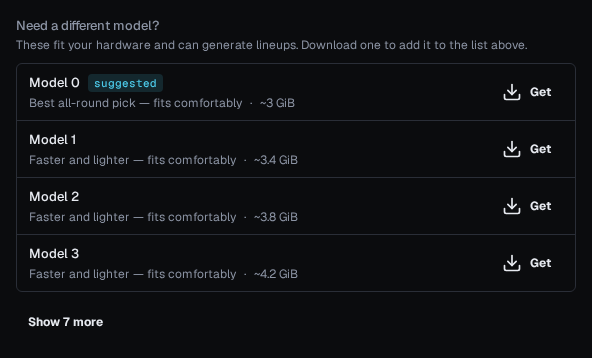 Need a different model?
These fit your hardware and can generate lineups. Download one to add it to the list above.
Model 0 suggested
Best all-round pick — fits comfortably · ~3 GiB
Get
Model 1
Faster and lighter — fits comfortably · ~3.4 GiB
Get
Model 2
Faster and lighter — fits comfortably · ~3.8 GiB
Get
Model 3
Faster and lighter — fits comfortably · ~4.2 GiB
Get
Show 7 more